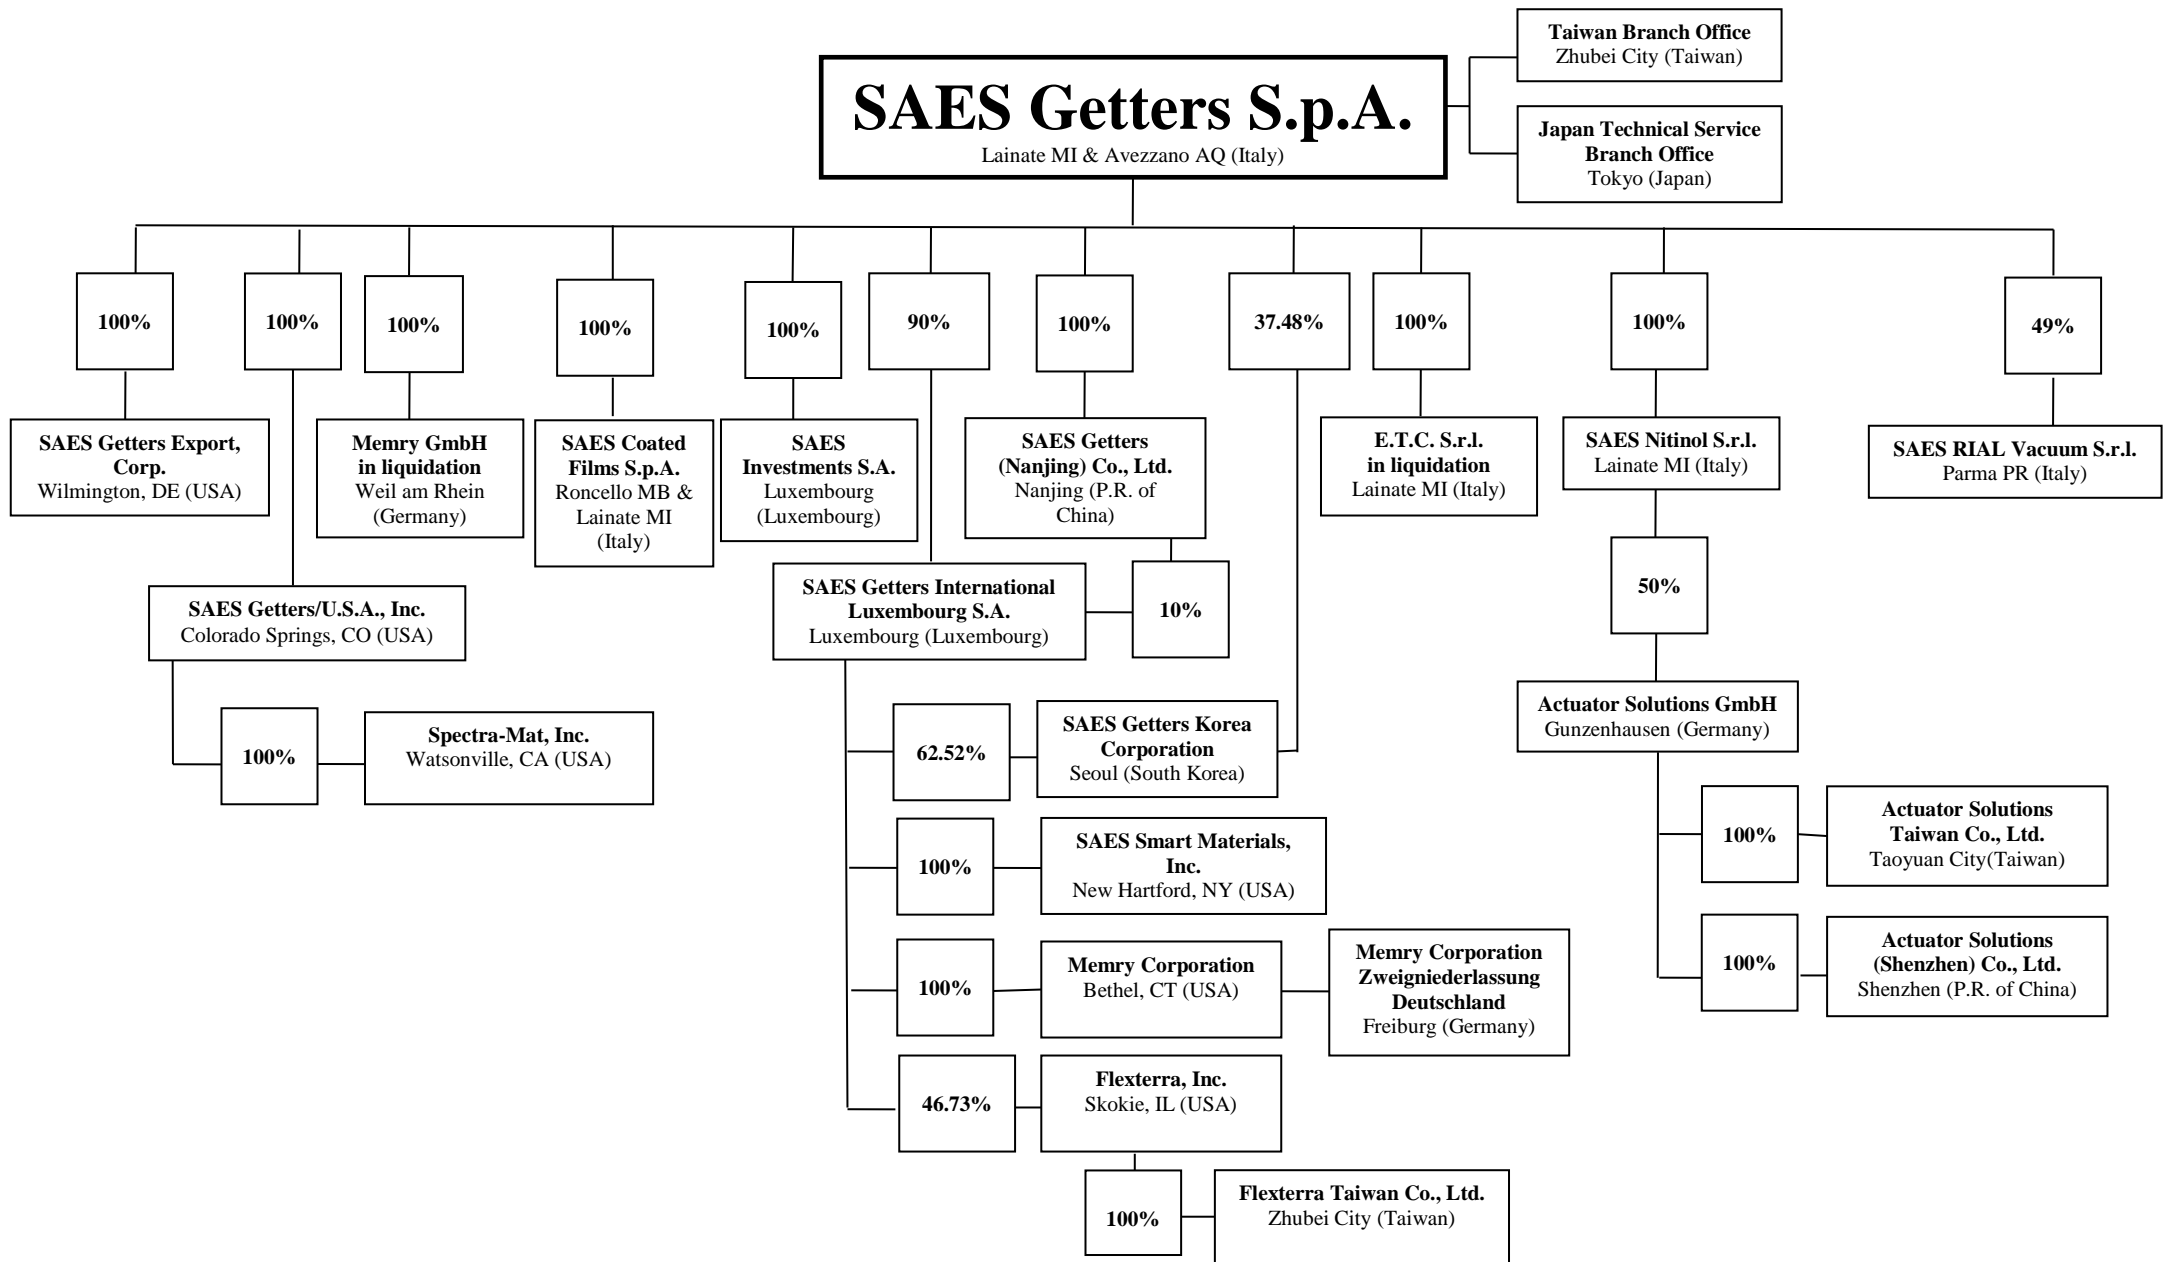 Taiwan Branch Office
Zhubei City (Taiwan)
SAES Getters S.p.A.
Lainate MI & Avezzano AQ (Italy)
Japan Technical Service
Branch Office
Tokyo (Japan)
100%
100%
100%
100%
100%
90%
100%
37.48%
100%
100%
49%
SAES Getters Export,
Corp.
Wilmington, DE (USA)
Memry GmbH
in liquidation
Weil am Rhein
(Germany)
SAES Coated
Films S.p.A.
Roncello MB &
Lainate MI
(Italy)
SAES
Investments S.A.
Luxembourg
(Luxembourg)
SAES Getters
(Nanjing) Co., Ltd.
Nanjing (P.R. of
China)
E.T.C. S.r.l.
in liquidation
Lainate MI (Italy)
SAES Nitinol S.r.l.
Lainate MI (Italy)
SAES RIAL Vacuum S.r.l.
Parma PR (Italy)
SAES Getters/U.S.A., Inc.
Colorado Springs, CO (USA)
SAES Getters International
Luxembourg S.A.
Luxembourg (Luxembourg)
10%
50%
100%
Spectra-Mat, Inc.
Watsonville, CA (USA)
62.52%
SAES Getters Korea
Corporation
Seoul (South Korea)
Actuator Solutions GmbH
Gunzenhausen (Germany)
100%
SAES Smart Materials,
Inc.
New Hartford, NY (USA)
100%
Actuator Solutions
Taiwan Co., Ltd.
Taoyuan City(Taiwan)
100%
Memry Corporation
Bethel, CT (USA)
Memry Corporation
Zweigniederlassung
Deutschland
Freiburg (Germany)
100%
Actuator Solutions
(Shenzhen) Co., Ltd.
Shenzhen (P.R. of China)
46.73%
Flexterra, Inc.
Skokie, IL (USA)
100%
Flexterra Taiwan Co., Ltd.
Zhubei City (Taiwan)